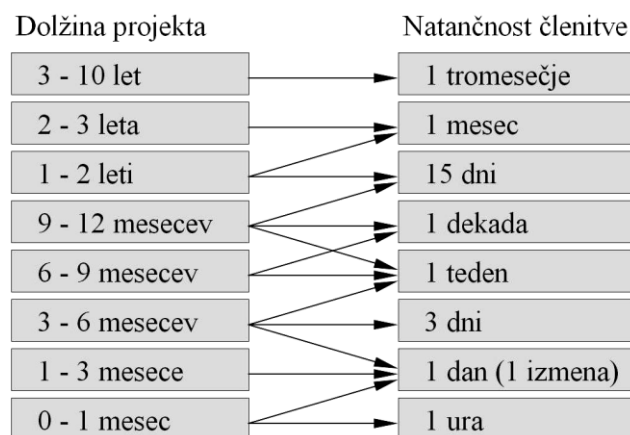 Dolžina projekta
Natančnost členitve
3 - 10 let
1 tromesečje
2 - 3 leta
1 mesec
1 - 2 leti
15 dni
9 - 12 mesecev
1 dekada
6 - 9 mesecev
1 teden
3 - 6 mesecev
3 dni
1 - 3 mesece
1 dan (1 izmena)
0 - 1 mesec
1 ura